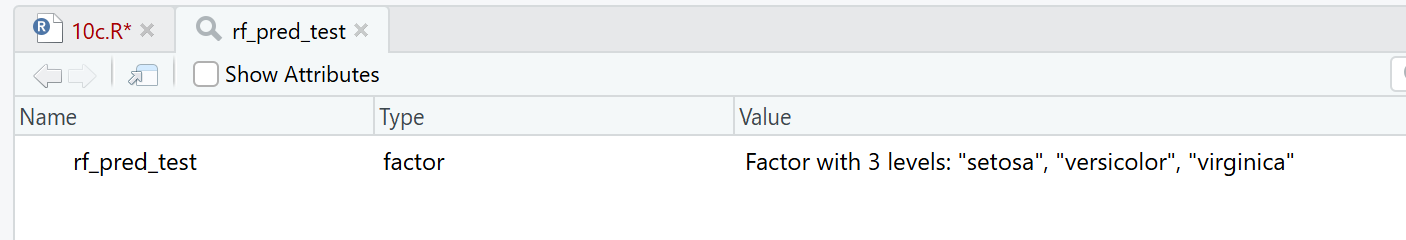 R 10c.R* rf_pred_test
Show Attributes
Name Type Value
rf_pred_test factor Factor with 3 levels: "setosa", "versicolor", "virginica"